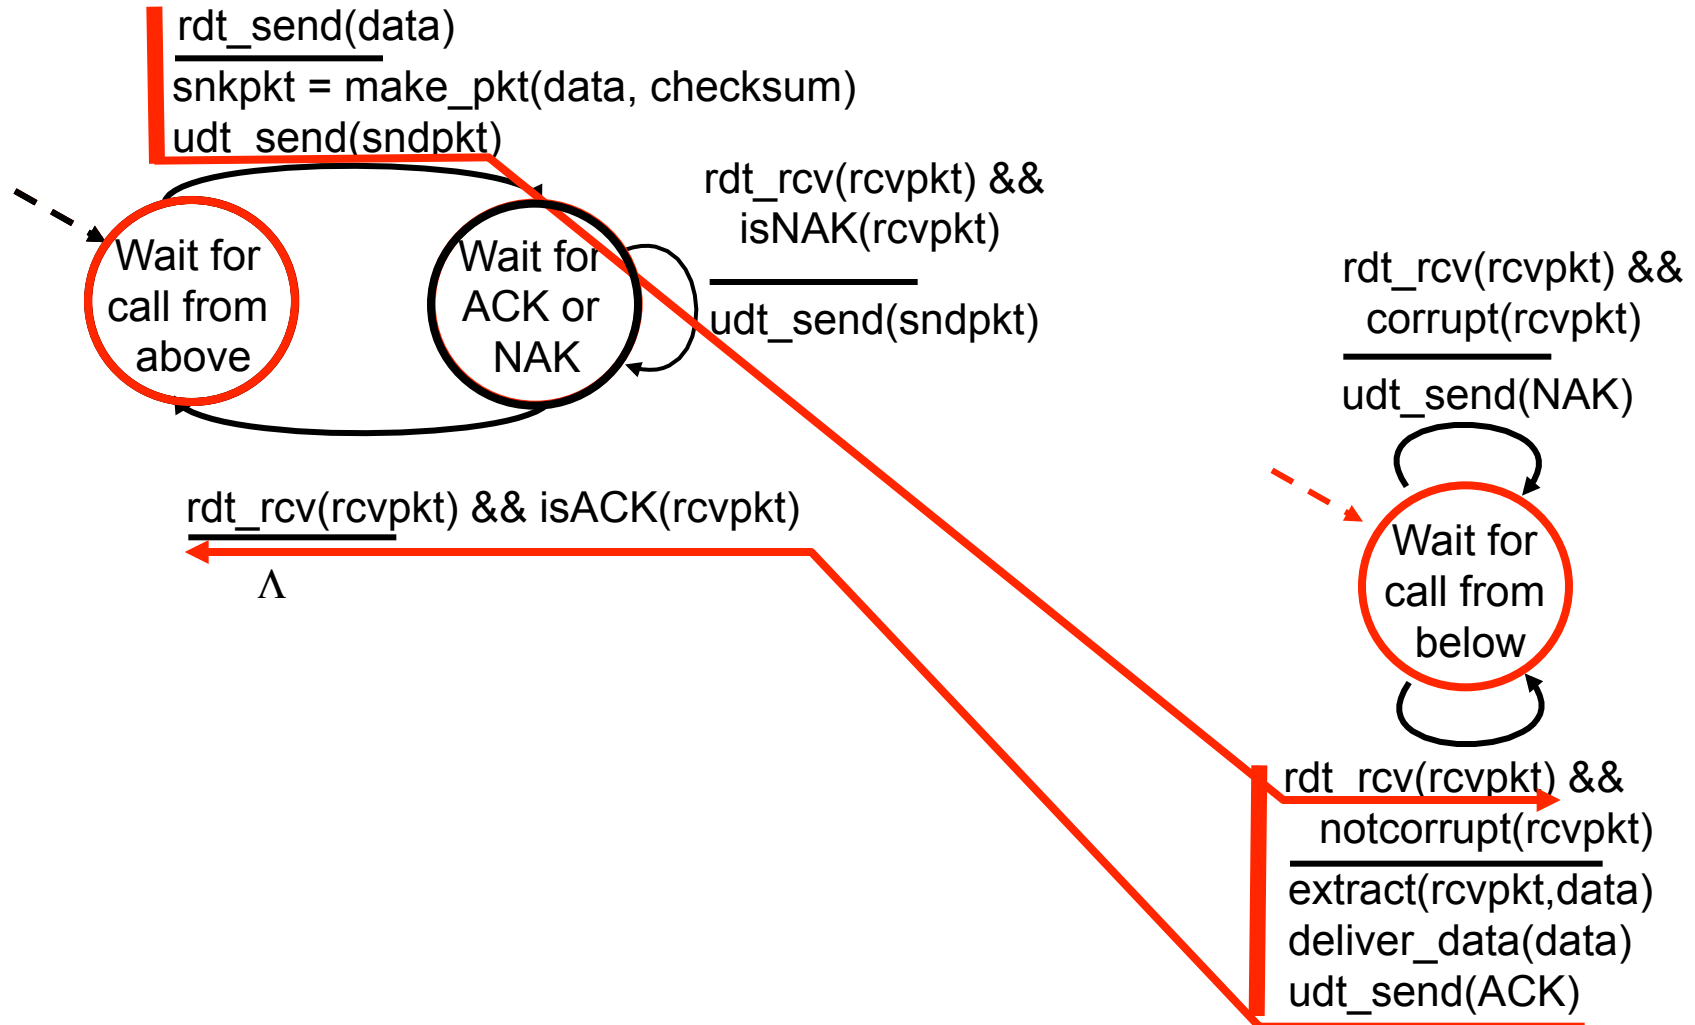 rdt_send(data)
snkpkt = make_pkt(data, checksum)
udt_send(sndpkt)
rdt_rcv(rcvpkt) &&
isNAK(rcvpkt)
udt_send(sndpkt)
Wait for
call from
above
Wait for
ACK or
NAK
rdt_rcv(rcvpkt) && isACK(rcvpkt)
Λ
rdt_rcv(rcvpkt) &&
corrupt(rcvpkt)
udt_send(NAK)
Wait for
call from
below
rdt_rcv(rcvpkt) &&
notcorrupt(rcvpkt)
extract(rcvpkt,data)
deliver_data(data)
udt_send(ACK)